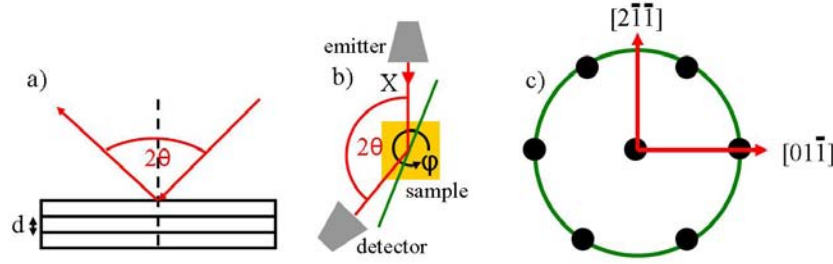 a)
2θ
d
emitter
b)
X
2θ
φ
sample
detector
c)
[21̄1̄]
[011̄]